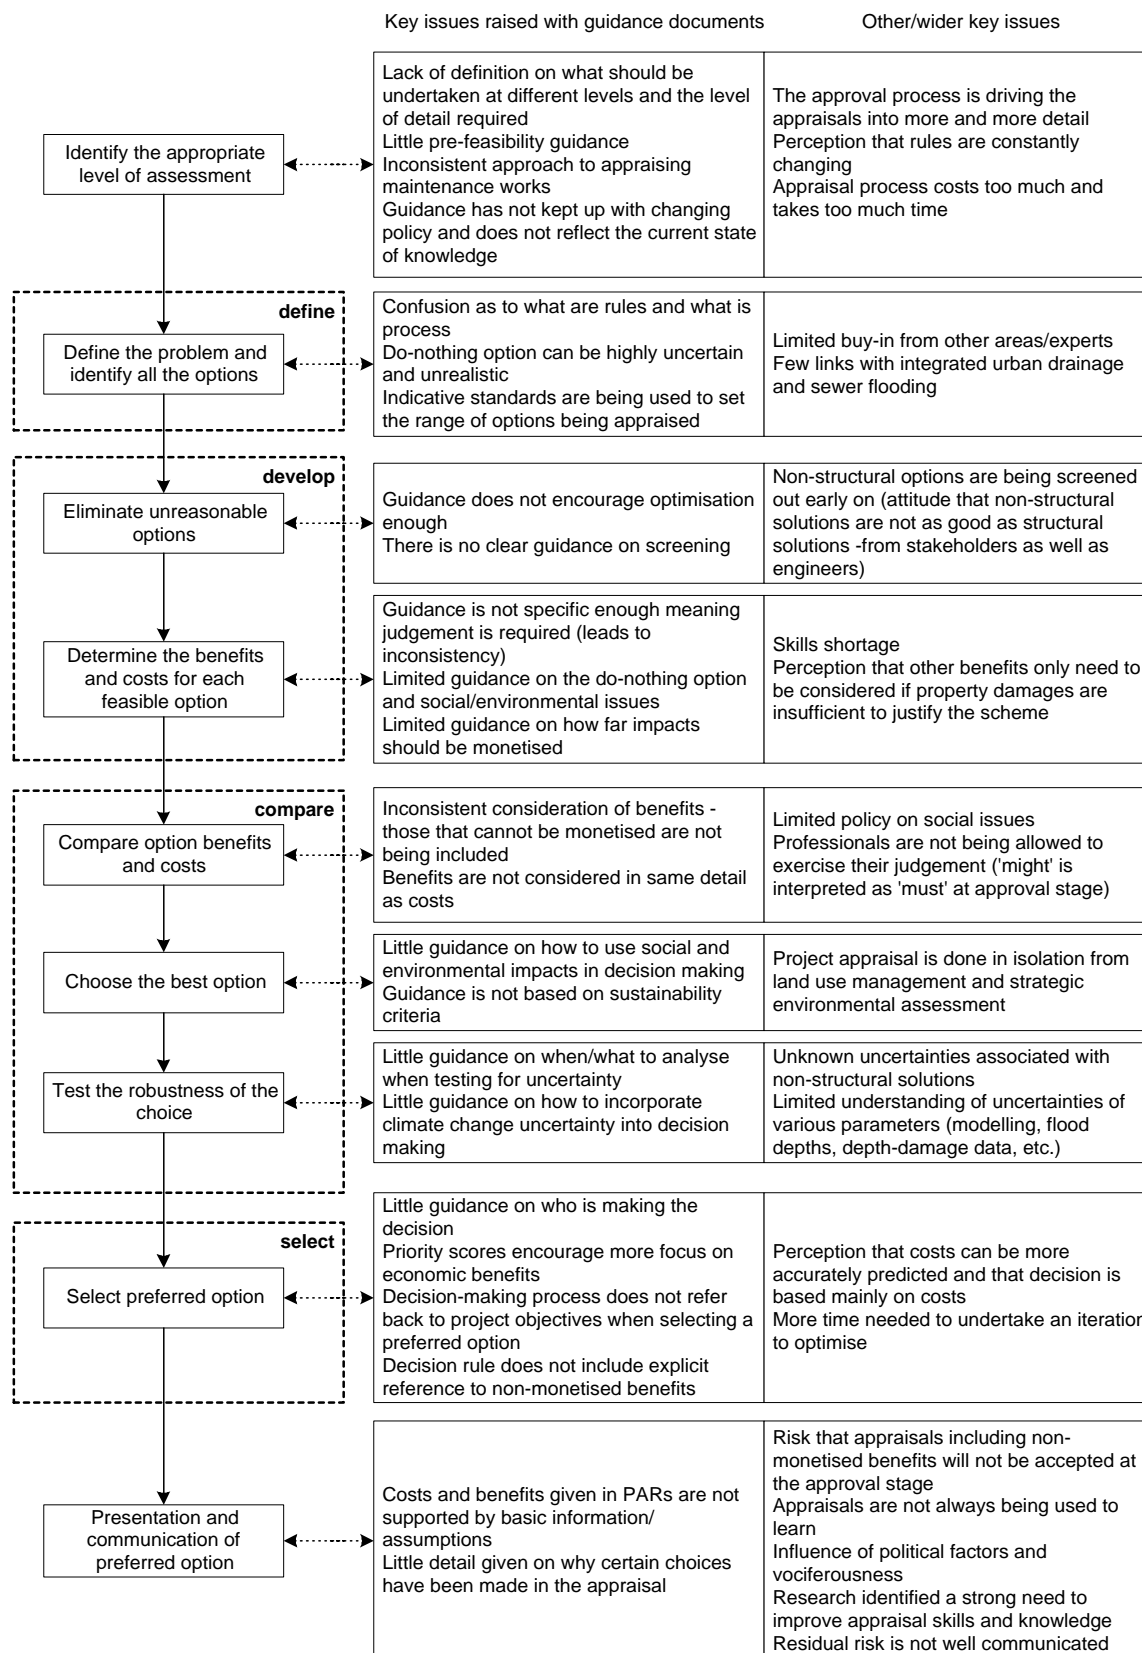 Key issues raised with guidance documents
Other/wider key issues
Identify the appropriate
level of assessment
Lack of definition on what should be
undertaken at different levels and the level
of detail required
Little pre-feasibility guidance
Inconsistent approach to appraising
maintenance works
Guidance has not kept up with changing
policy and does not reflect the current state
of knowledge
The approval process is driving the
appraisals into more and more detail
Perception that rules are constantly
changing
Appraisal process costs too much and
takes too much time
define
Define the problem and
identify all the options
Confusion as to what are rules and what is
process
Do-nothing option can be highly uncertain
and unrealistic
Indicative standards are being used to set
the range of options being appraised
Limited buy-in from other areas/experts
Few links with integrated urban drainage
and sewer flooding
develop
Eliminate unreasonable
options
Guidance does not encourage optimisation
enough
There is no clear guidance on screening
Non-structural options are being screened
out early on (attitude that non-structural
solutions are not as good as structural
solutions -from stakeholders as well as
engineers)
Determine the benefits
and costs for each
feasible option
Guidance is not specific enough meaning
judgement is required (leads to
inconsistency)
Limited guidance on the do-nothing option
and social/environmental issues
Limited guidance on how far impacts
should be monetised
Skills shortage
Perception that other benefits only need to
be considered if property damages are
insufficient to justify the scheme
compare
Compare option benefits
and costs
Inconsistent consideration of benefits -
those that cannot be monetised are not
being included
Benefits are not considered in same detail
as costs
Limited policy on social issues
Professionals are not being allowed to
exercise their judgement ('might' is
interpreted as 'must' at approval stage)
Choose the best option
Little guidance on how to use social and
environmental impacts in decision making
Guidance is not based on sustainability
criteria
Project appraisal is done in isolation from
land use management and strategic
environmental assessment
Test the robustness of the
choice
Little guidance on when/what to analyse
when testing for uncertainty
Little guidance on how to incorporate
climate change uncertainty into decision
making
Unknown uncertainties associated with
non-structural solutions
Limited understanding of uncertainties of
various parameters (modelling, flood
depths, depth-damage data, etc.)
select
Select preferred option
Little guidance on who is making the
decision
Priority scores encourage more focus on
economic benefits
Decision-making process does not refer
back to project objectives when selecting a
preferred option
Decision rule does not include explicit
reference to non-monetised benefits
Perception that costs can be more
accurately predicted and that decision is
based mainly on costs
More time needed to undertake an iteration
to optimise
Presentation and
communication of
preferred option
Costs and benefits given in PARs are not
supported by basic information/
assumptions
Little detail given on why certain choices
have been made in the appraisal
Risk that appraisals including non-
monetised benefits will not be accepted at
the approval stage
Appraisals are not always being used to
learn
Influence of political factors and
vociferousness
Research identified a strong need to
improve appraisal skills and knowledge
Residual risk is not well communicated